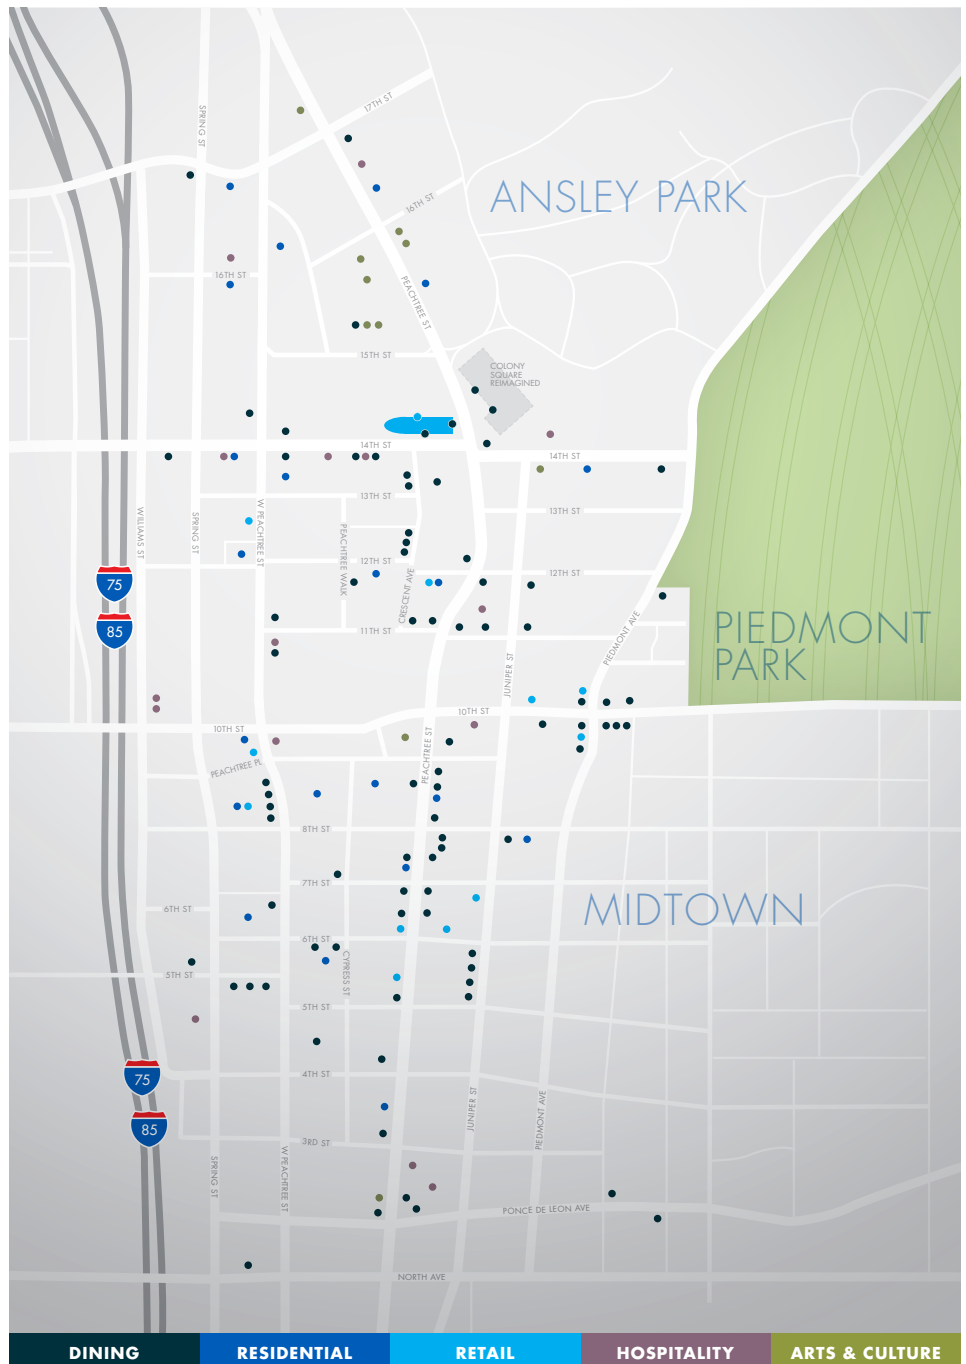 17TH ST
SPRING ST
ANSLEY PARK
16TH ST
16TH ST
PEACHTREE ST
15TH ST
COLONY
SQUARE
REIMAGINED
14TH ST
14TH ST
13TH ST
13TH ST
WILLIAMS ST
SPRING ST
W PEACHTREE ST
PEACHTREE WALK
12TH ST
12TH ST
CRESCENT AVE
75
85
11TH ST
PIEDMONT AVE
PIEDMONT
PARK
JUNIPER ST
10TH ST
10TH ST
PEACHTREE ST
PEACHTREE PL
8TH ST
7TH ST
MIDTOWN
6TH ST
6TH ST
CYPRESS ST
5TH ST
5TH ST
75
4TH ST
85
JUNIPER ST
PIEDMONT AVE
3RD ST
SPRING ST
W PEACHTREE ST
PONCE DE LEON AVE
NORTH AVE
DINING
RESIDENTIAL
RETAIL
HOSPITALITY
ARTS & CULTURE